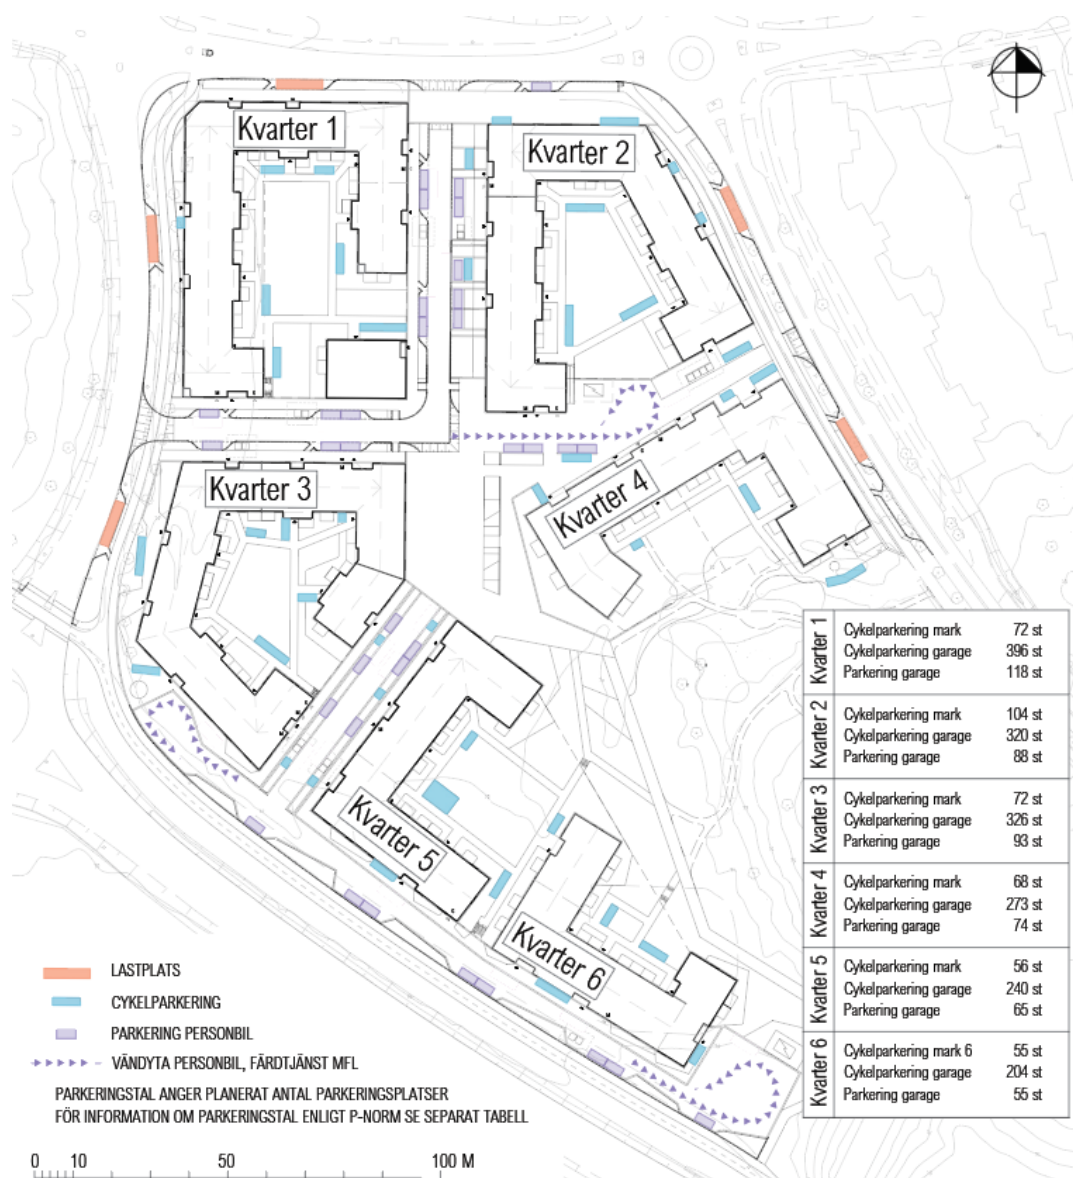 Kvarter 1
Kvarter 2
Kvarter 3
Kvarter 4
Kvarter 5
Kvarter 6
Kvarter 1
Cykelparkering mark 72 st
Cykelparkering garage 396 st
Parkering garage 118 st
Kvarter 2
Cykelparkering mark 104 st
Cykelparkering garage 320 st
Parkering garage 88 st
Kvarter 3
Cykelparkering mark 72 st
Cykelparkering garage 326 st
Parkering garage 93 st
Kvarter 4
Cykelparkering mark 68 st
Cykelparkering garage 273 st
Parkering garage 74 st
Kvarter 5
Cykelparkering mark 56 st
Cykelparkering garage 240 st
Parkering garage 65 st
Kvarter 6
Cykelparkering mark 6 55 st
Cykelparkering garage 204 st
Parkering garage 55 st
LASTPLATS
CYKELPARKERING
PARKERING PERSONBIL
VÄNDYTA PERSONBIL, FÄRDTJÄNST MFL
PARKERINGSTAL ANGER PLANERAT ANTAL PARKERINGSPLATSER
FÖR INFORMATION OM PARKERINGSTAL ENLIGT P-NORM SE SEPARAT TABELL
0 10 50 100 M